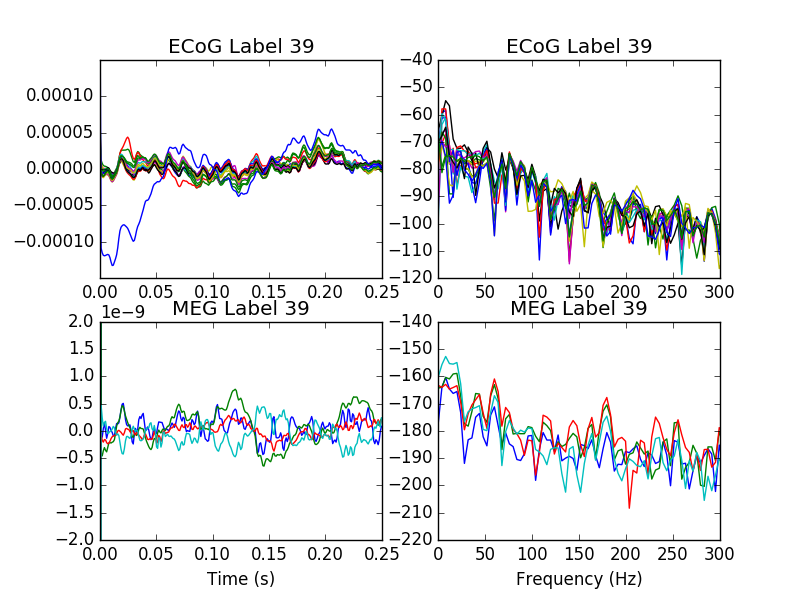 ECoG Label 39
0.00010
0.00005
0.00000
−0.00005
−0.00010
0.00 0.05 0.10 0.15 0.20 0.25
ECoG Label 39
−40
−50
−60
−70
−80
−90
−100
−110
−120
0 50 100 150 200 250 300
1e−9
MEG Label 39
2.0
1.5
1.0
0.5
0.0
−0.5
−1.0
−1.5
−2.0
0.00 0.05 0.10 0.15 0.20 0.25
Time (s)
MEG Label 39
−140
−150
−160
−170
−180
−190
−200
−210
−220
0 50 100 150 200 250 300
Frequency (Hz)